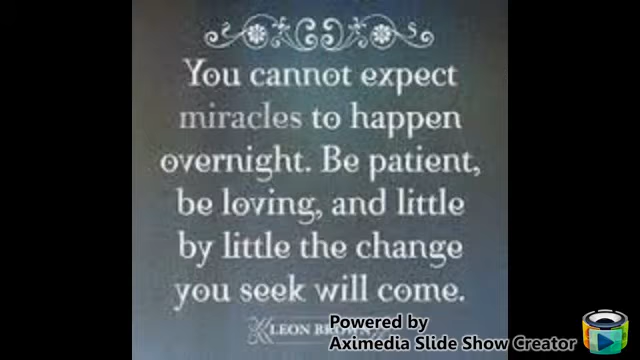 You cannot expect
miracles to happen
overnight. Be patient,
be loving, and little
by little the change
you seek will come.
LEON BROWN
Powered by
Aximedia Slide Show Creator